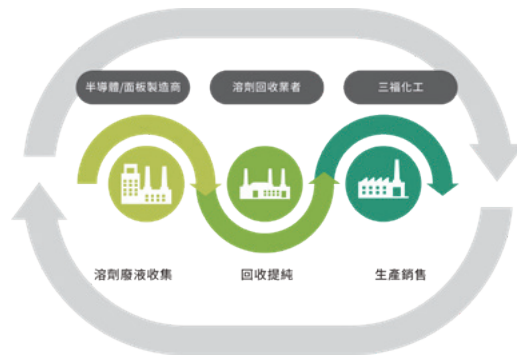 半導體/面板製造商
溶劑回收業者
三福化工
溶劑廢液收集
回收提純
生產銷售